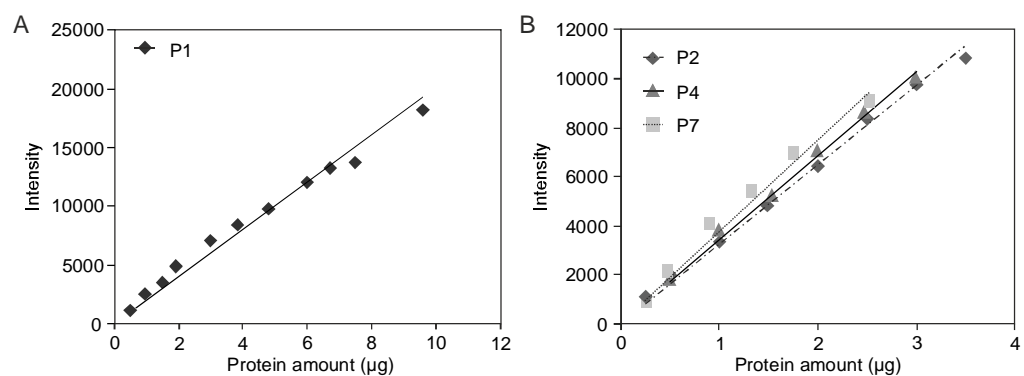 A
P1
Intensity
25000
20000
15000
10000
5000
0
0 2 4 6 8 10 12
Protein amount (µg)
B
P2
P4
P7
Intensity
12000
10000
8000
6000
4000
2000
0
0 1 2 3 4
Protein amount (µg)